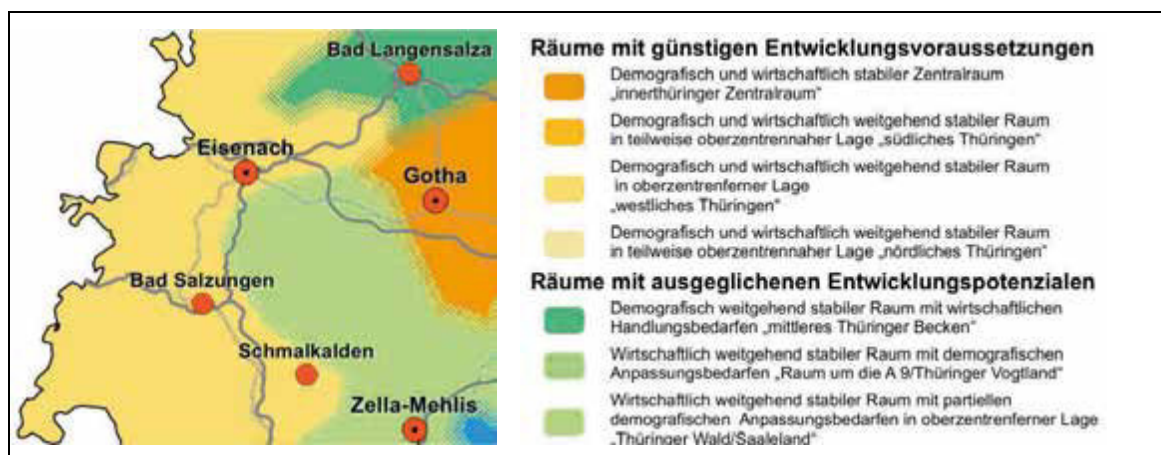 Bad Langensalza
Eisenach
Gotha
Bad Salzungen
Schmalkalden
Zella-Mehlis
Räume mit günstigen Entwicklungsvoraussetzungen
Demografisch und wirtschaftlich stabiler Zentralraum
„innerthüringer Zentralraum“
Demografisch und wirtschaftlich weitgehend stabiler Raum
in teilweise oberzentrennaher Lage „südliches Thüringen“
Demografisch und wirtschaftlich weitgehend stabiler Raum
in oberzentrenferner Lage
„westliches Thüringen“
Demografisch und wirtschaftlich weitgehend stabiler Raum
in teilweise oberzentrennaher Lage „nördliches Thüringen“
Räume mit ausgeglichenen Entwicklungspotenzialen
Demografisch weitgehend stabiler Raum mit wirtschaftlichen
Handlungsbedarfen „mittleres Thüringer Becken“
Wirtschaftlich weitgehend stabiler Raum mit demografischen
Anpassungsbedarfen „Raum um die A 9/Thüringer Vogtland“
Wirtschaftlich weitgehend stabiler Raum mit partiellen
demografischen Anpassungsbedarfen in oberzentrenferner Lage
„Thüringer Wald/Saaleland“